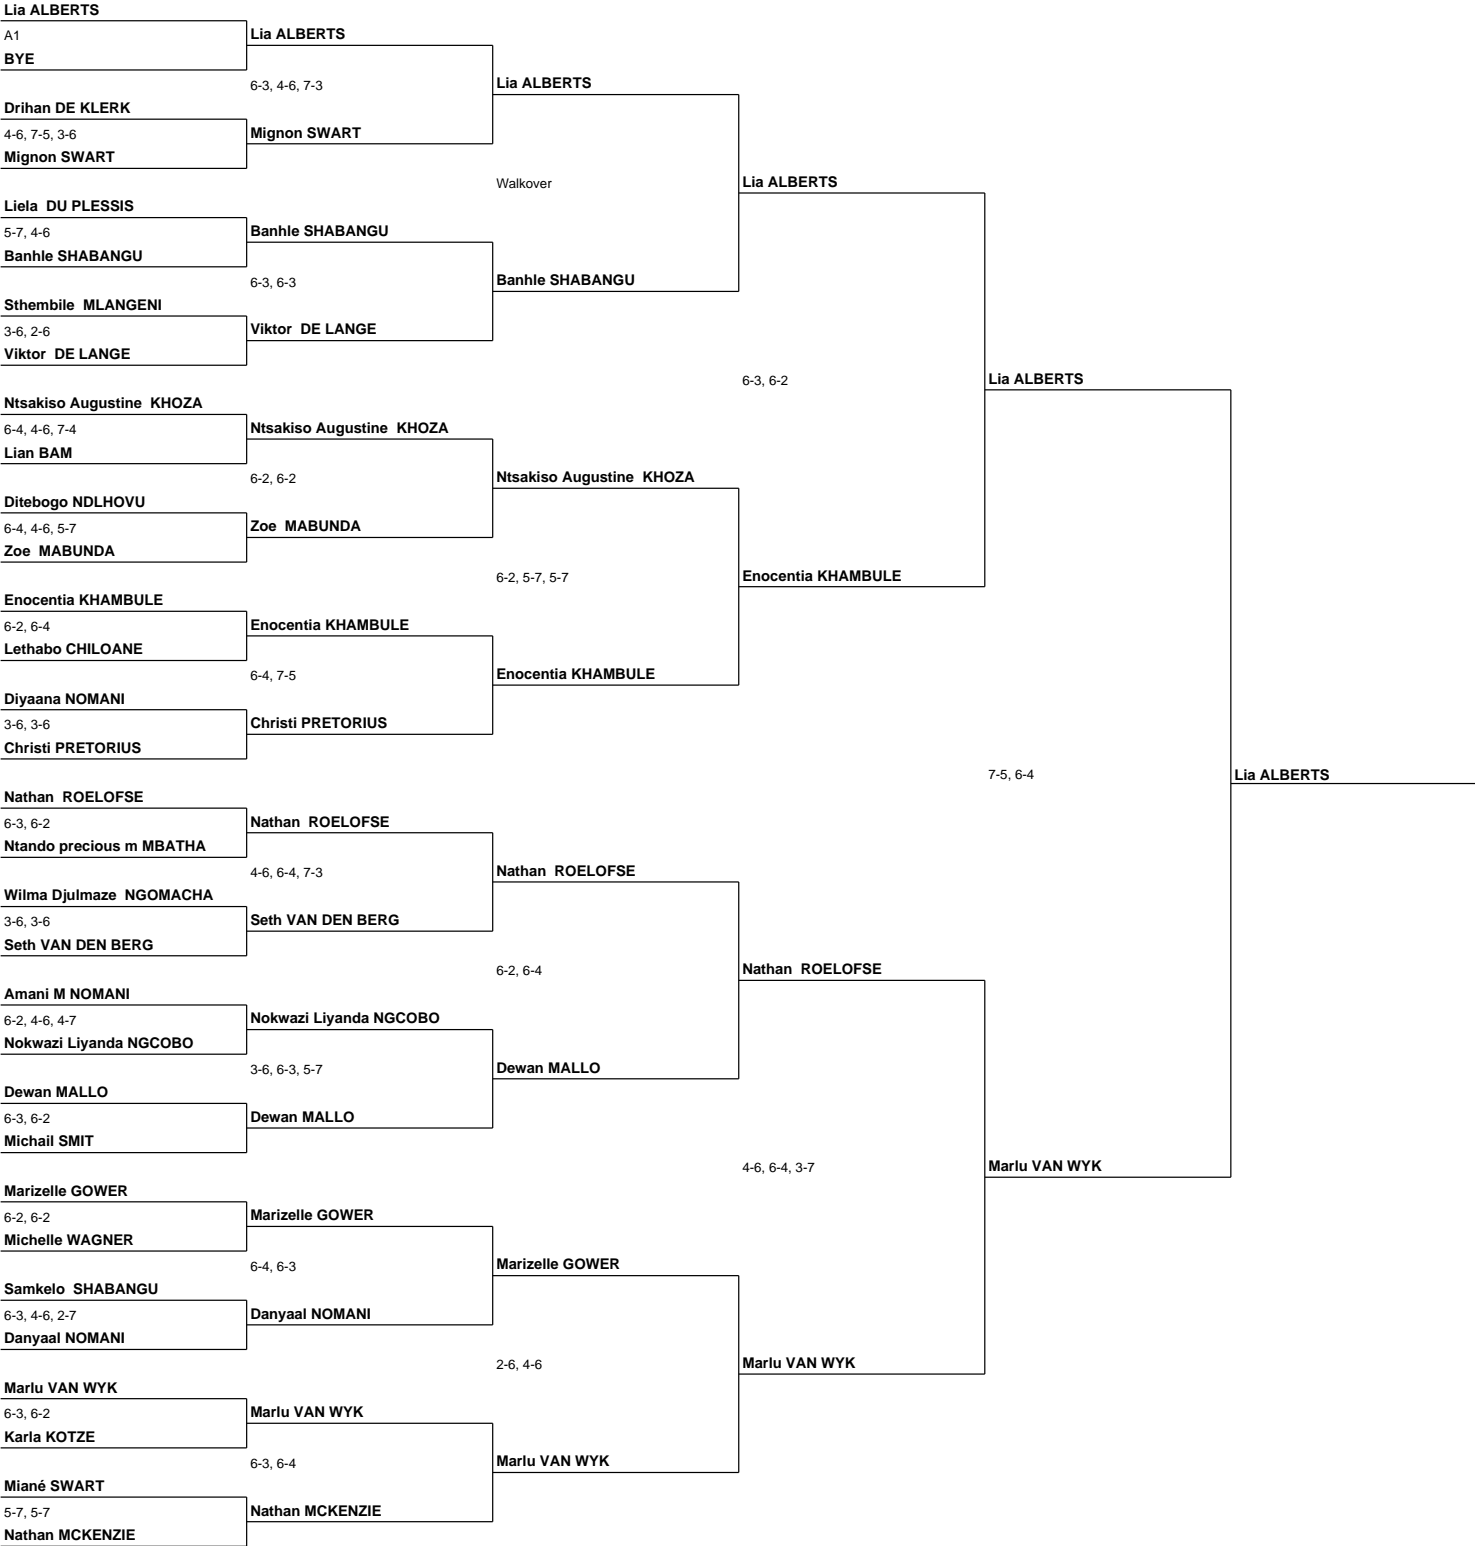 Lia ALBERTS
A1
BYE
Drihan DE KLERK
4-6, 7-5, 3-6
Mignon SWART
Liela  DU PLESSIS
5-7, 4-6
Banhle SHABANGU
Sthembile  MLANGENI
3-6, 2-6
Viktor  DE LANGE
Ntsakiso Augustine  KHOZA
6-4, 4-6, 7-4
Lian BAM
Ditebogo NDLHOVU
6-4, 4-6, 5-7
Zoe  MABUNDA
Enocentia KHAMBULE
6-2, 6-4
Lethabo CHILOANE
Diyaana NOMANI
3-6, 3-6
Christi PRETORIUS
Nathan  ROELOFSE
6-3, 6-2
Ntando precious m MBATHA
Wilma Djulmaze  NGOMACHA
3-6, 3-6
Seth VAN DEN BERG
Amani M NOMANI
6-2, 4-6, 4-7
Nokwazi Liyanda NGCOBO
Dewan MALLO
6-3, 6-2
Michail SMIT
Marizelle GOWER
6-2, 6-2
Michelle WAGNER
Samkelo  SHABANGU
6-3, 4-6, 2-7
Danyaal NOMANI
Marlu VAN WYK
6-3, 6-2
Karla KOTZE
Miané SWART
5-7, 5-7
Nathan MCKENZIE
Lia ALBERTS
6-3, 4-6, 7-3
Mignon SWART
Banhle SHABANGU
6-3, 6-3
Viktor  DE LANGE
Ntsakiso Augustine  KHOZA
6-2, 6-2
Zoe  MABUNDA
Enocentia KHAMBULE
6-4, 7-5
Christi PRETORIUS
Nathan  ROELOFSE
4-6, 6-4, 7-3
Seth VAN DEN BERG
Nokwazi Liyanda NGCOBO
3-6, 6-3, 5-7
Dewan MALLO
Marizelle GOWER
6-4, 6-3
Danyaal NOMANI
Marlu VAN WYK
6-3, 6-4
Nathan MCKENZIE
Lia ALBERTS
Walkover
Banhle SHABANGU
Ntsakiso Augustine  KHOZA
6-2, 5-7, 5-7
Enocentia KHAMBULE
Nathan  ROELOFSE
6-2, 6-4
Dewan MALLO
Marizelle GOWER
2-6, 4-6
Marlu VAN WYK
Lia ALBERTS
6-3, 6-2
Enocentia KHAMBULE
Nathan  ROELOFSE
4-6, 6-4, 3-7
Marlu VAN WYK
Lia ALBERTS
7-5, 6-4
Marlu VAN WYK
Lia ALBERTS